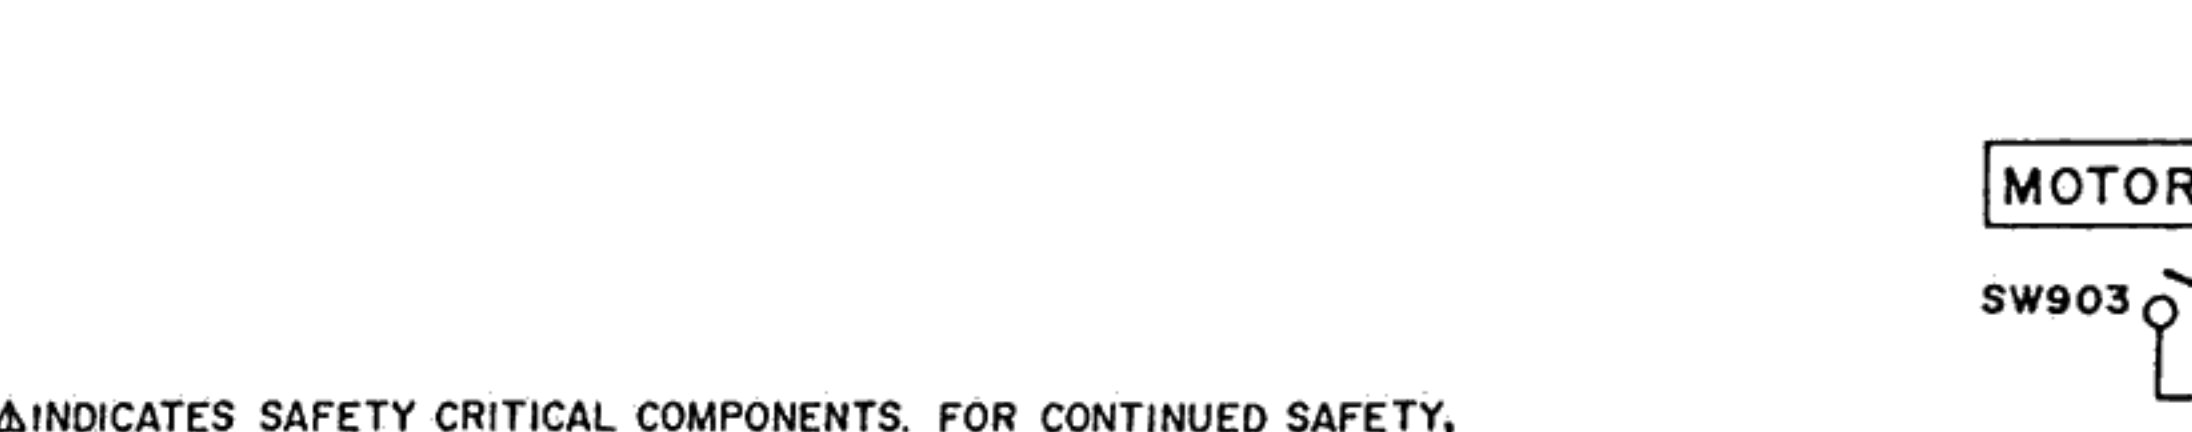 MOTOR
SW903
⚠INDICATES SAFETY CRITICAL COMPONENTS. FOR CONTINUED SAFETY,